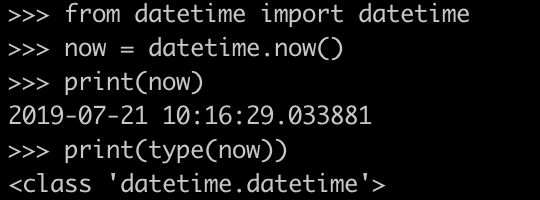 >>> from datetime import datetime
>>> now = datetime.now()
>>> print(now)
2019-07-21 10:16:29.033881
>>> print(type(now))
<class 'datetime.datetime'>